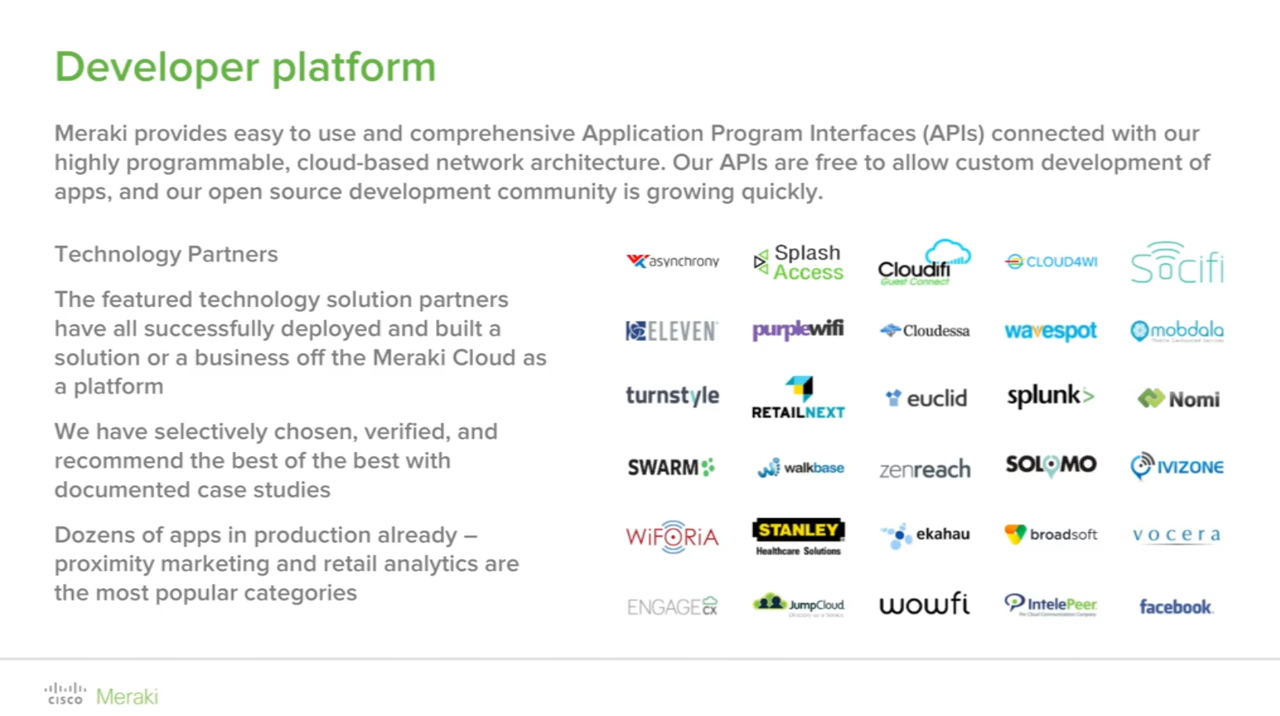 Developer platform
Meraki provides easy to use and comprehensive Application Program Interfaces (APIs) connected with our
highly programmable, cloud-based network architecture. Our APIs are free to allow custom development of
apps, and our open source development community is growing quickly.
Technology Partners
The featured technology solution partners
have all successfully deployed and built a
solution or a business off the Meraki Cloud as
a platform
We have selectively chosen, verified, and
recommend the best of the best with
documented case studies
Dozens of apps in production already –
proximity marketing and retail analytics are
the most popular categories
asynchrony
Splash
Access
Cloudifi
Guest Connect
CLOUD4WI
SoCifi
ELEVEN
purplewifi
Cloudessa
wavespot
mobdala
turnstyle
RETAILNEXT
euclid
splunk>
Nomi
SWARM
walkbase
zenreach
SOLOMO
IVIZONE
WiFORiA
STANLEY
Healthcare Solutions
ekahau
broadsoft
vocera
ENGAGE CX
JumpCloud
wowfi
IntelePeer
facebook
CISCO Meraki